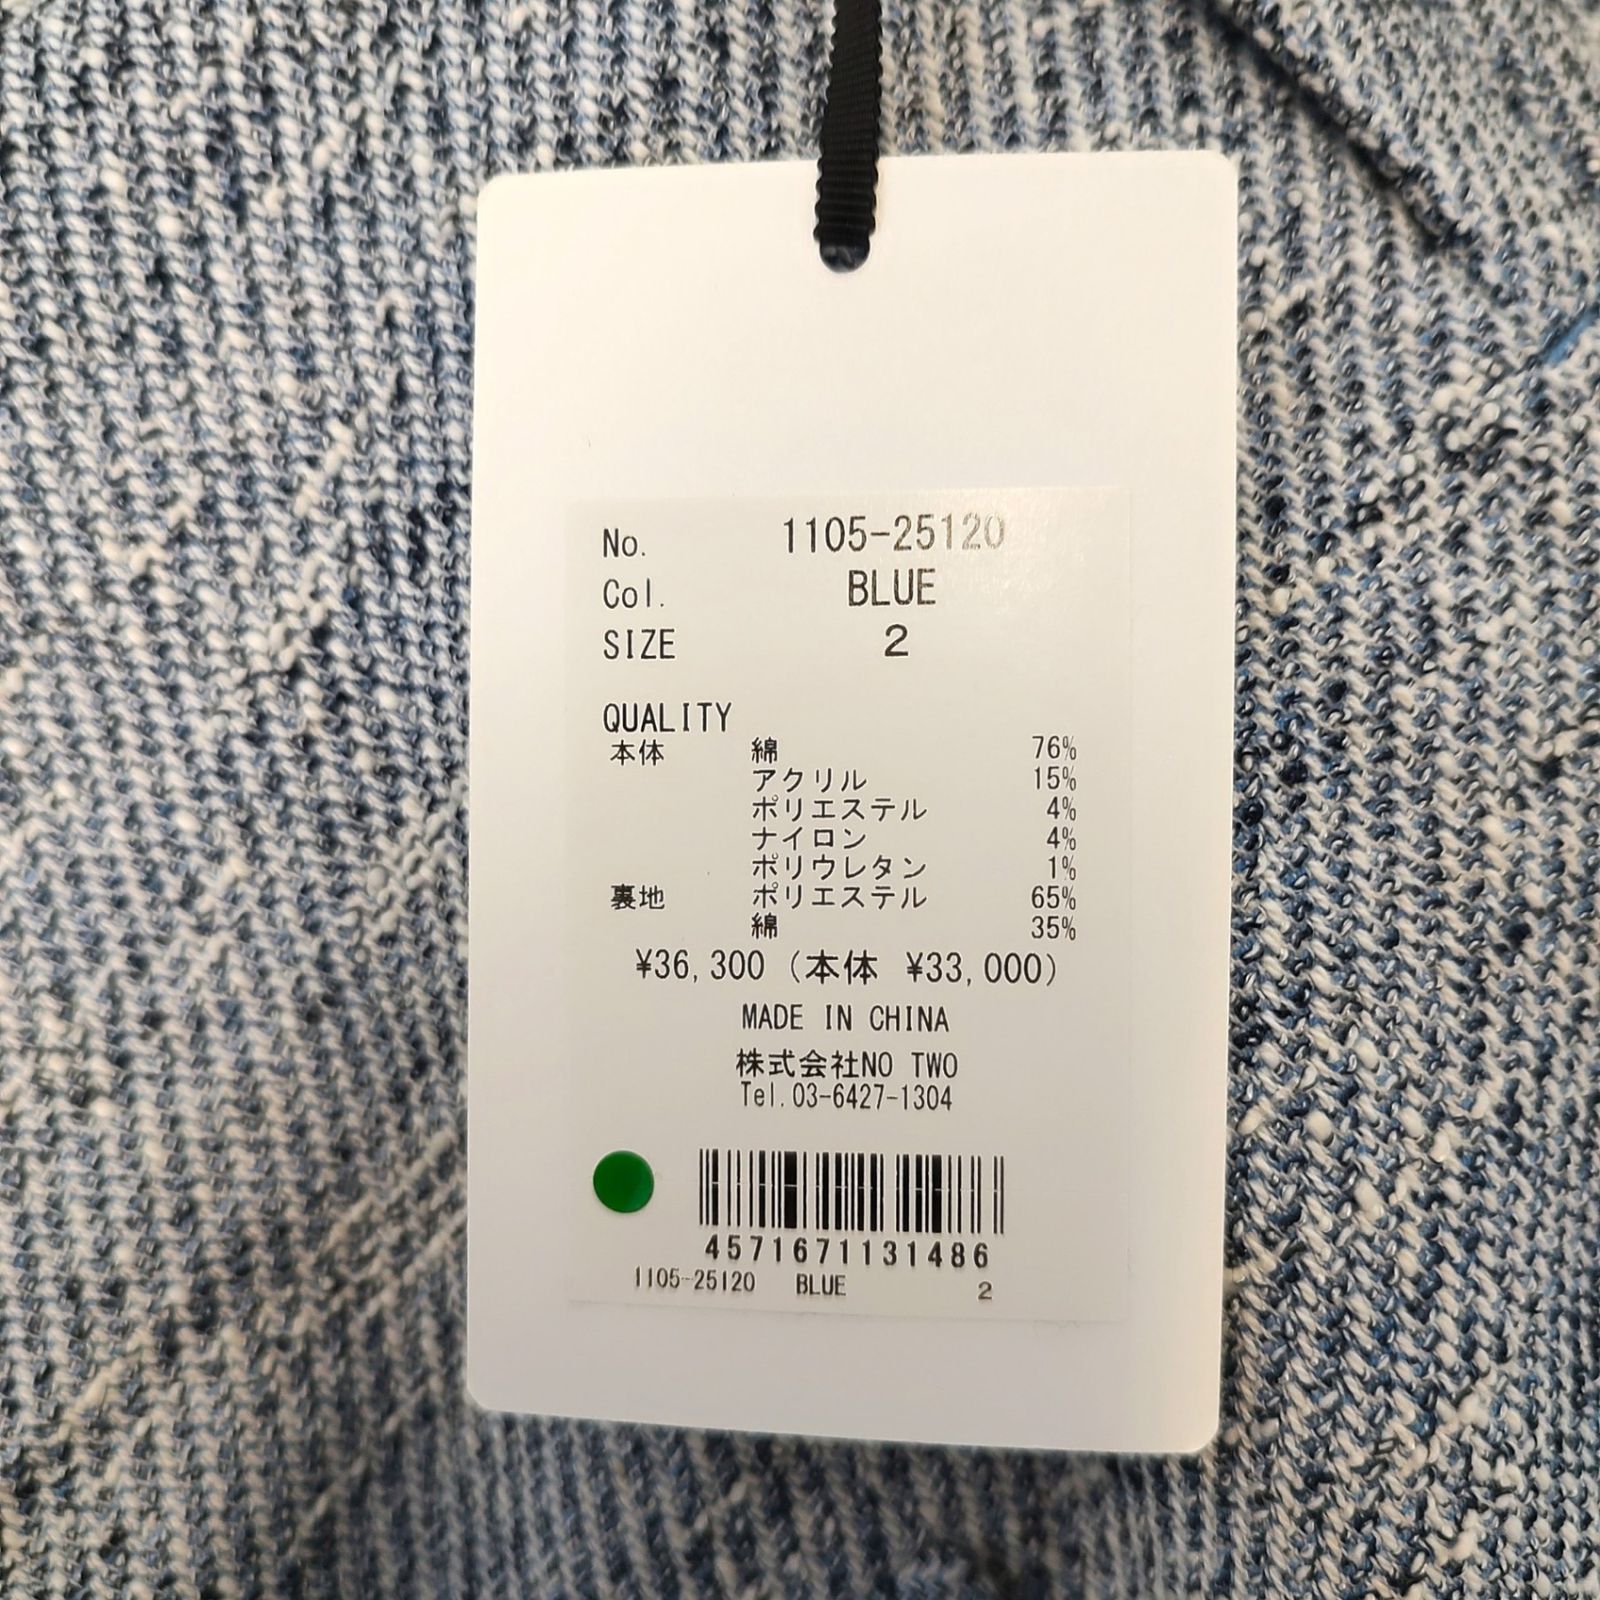 No. 1105-25120
Col. BLUE
SIZE 2
QUALITY
本体 綿 76%
アクリル 15%
ポリエステル 4%
ナイロン 4%
ポリウレタン 1%
裏地 ポリエステル 65%
綿 35%
¥36,300 (本体 ¥33,000)
MADE IN CHINA
株式会社NO TWO
Tel.03-6427-1304
4571671131486
1105-25120 BLUE 2